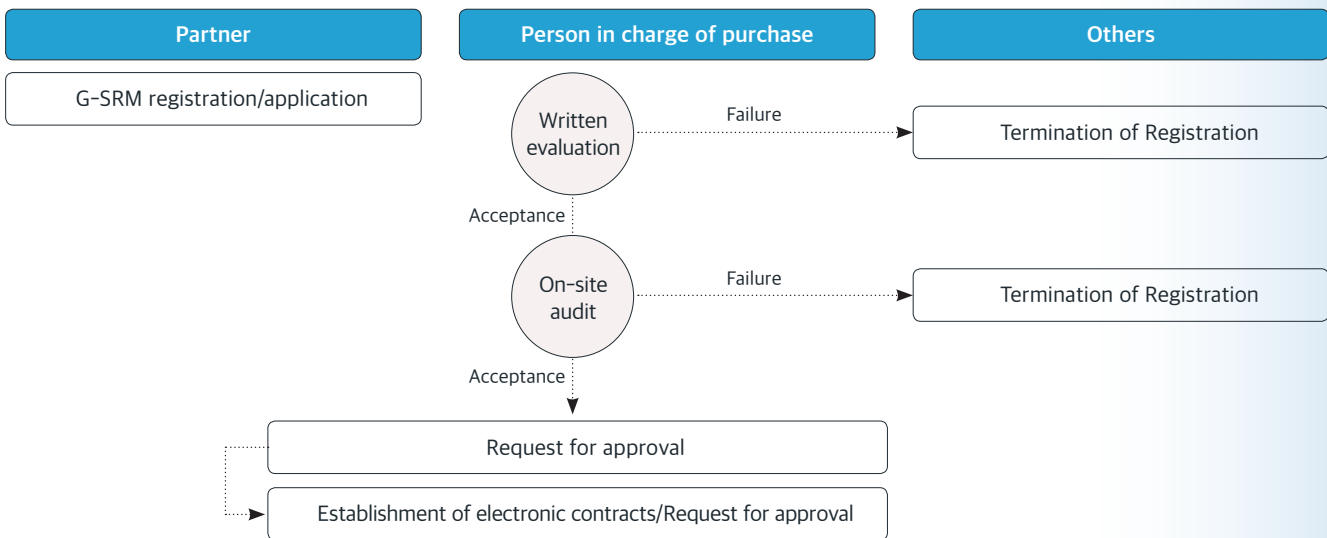 Partner
Person in charge of purchase
Others
G-SRM registration/application
Written
evaluation
Failure
Termination of Registration
Acceptance
On-site
audit
Failure
Termination of Registration
Acceptance
Request for approval
Establishment of electronic contracts/Request for approval